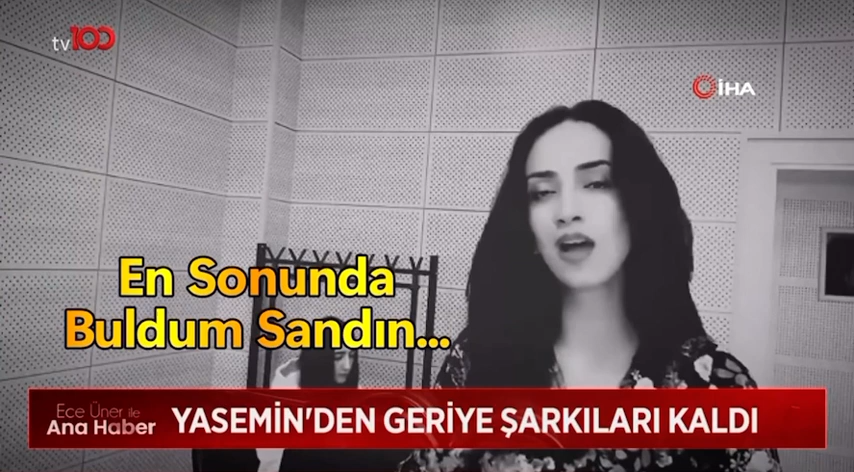 tv100
İHA
En Sonunda
Buldum Sandın...
Ece Üner ile
Ana Haber
YASEMİN'DEN GERİYE ŞARKILARI KALDI